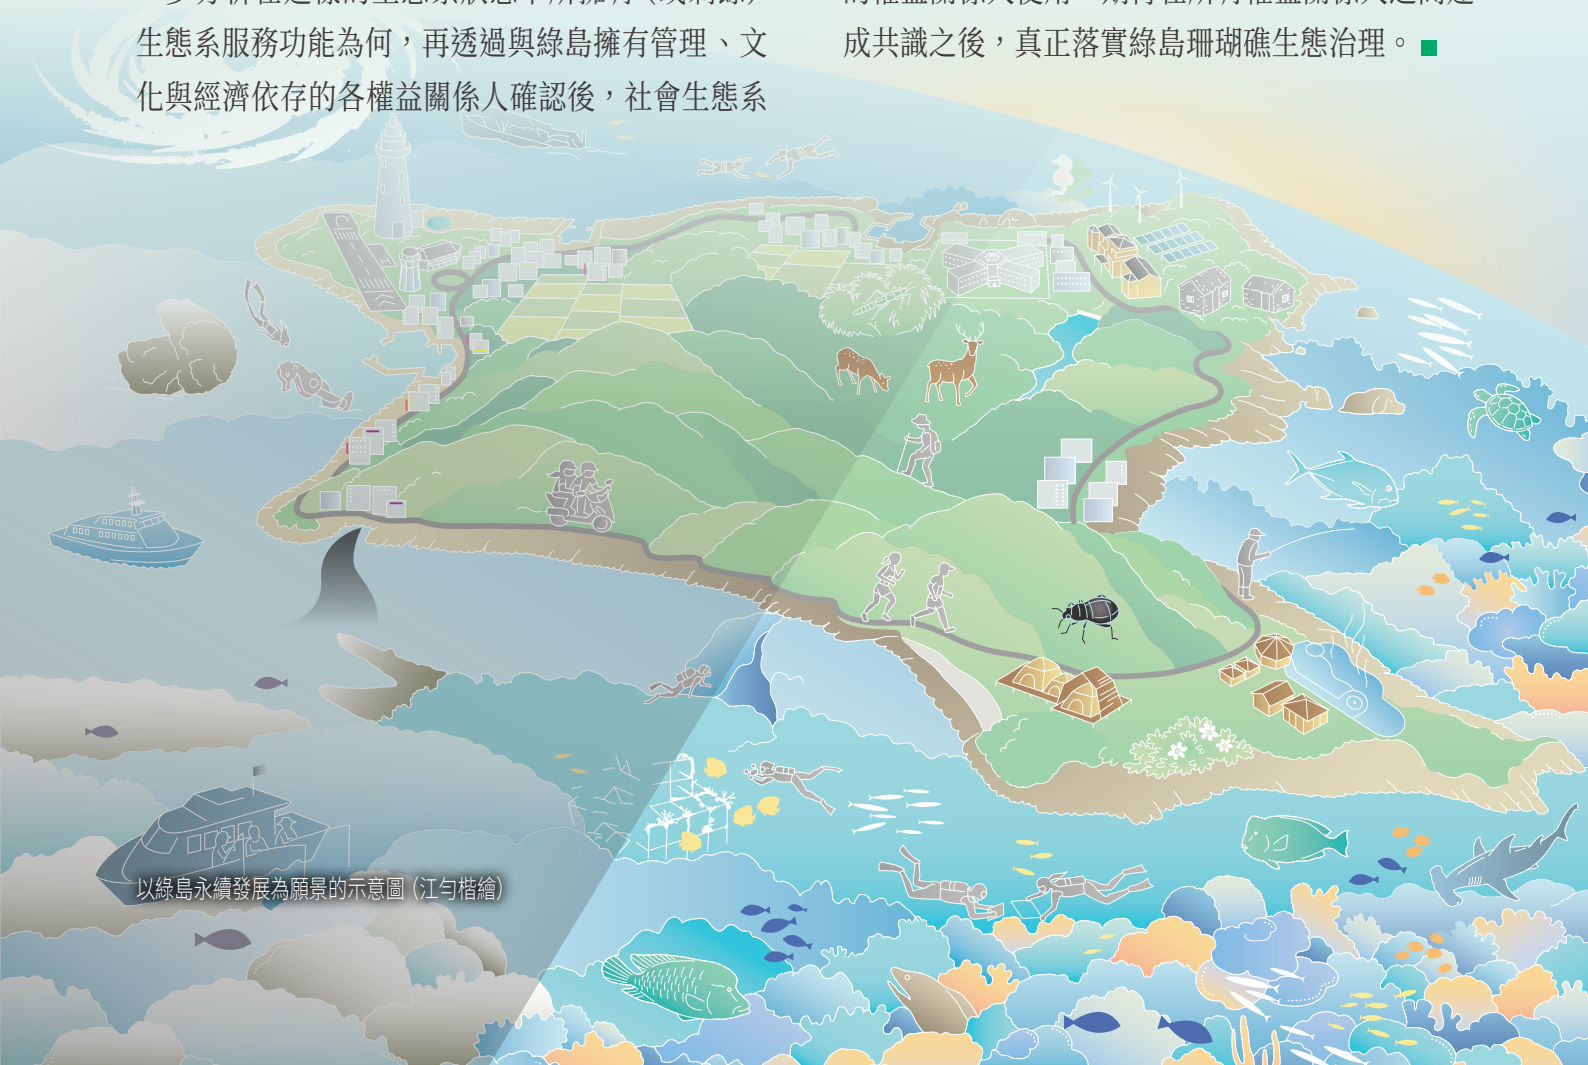 生態系服務功能為何，再透過與綠島擁有管理、文
化與經濟依存的各權益關係人確認後，社會生態系
成共識之後，真正落實綠島珊瑚礁生態治理。
以綠島永續發展為願景的示意圖（江勻楷繪）